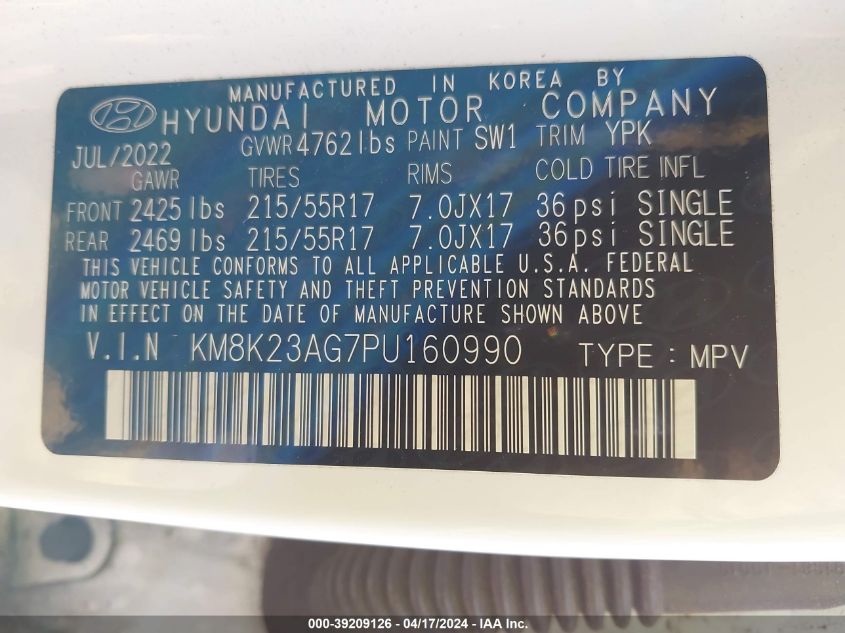 MANUFACTURED IN KOREA BY
HYUNDAI MOTOR COMPANY
JUL/2022 GVWR 4762lbs PAINT SW1 TRIM YPK
GAWR TIRES RIMS COLD TIRE INFL
FRONT 2425 lbs 215/55R17 7.0JX17 36psi SINGLE
REAR 2469 lbs 215/55R17 7.0JX17 36psi SINGLE
THIS VEHICLE CONFORMS TO ALL APPLICABLE U.S.A. FEDERAL
MOTOR VEHICLE SAFETY AND THEFT PREVENTION STANDARDS
IN EFFECT ON THE DATE OF MANUFACTURE SHOWN ABOVE
V.I.N KM8K23AG7PU160990 TYPE : MPV
000-39209126 - 04/17/2024 - IAA Inc.